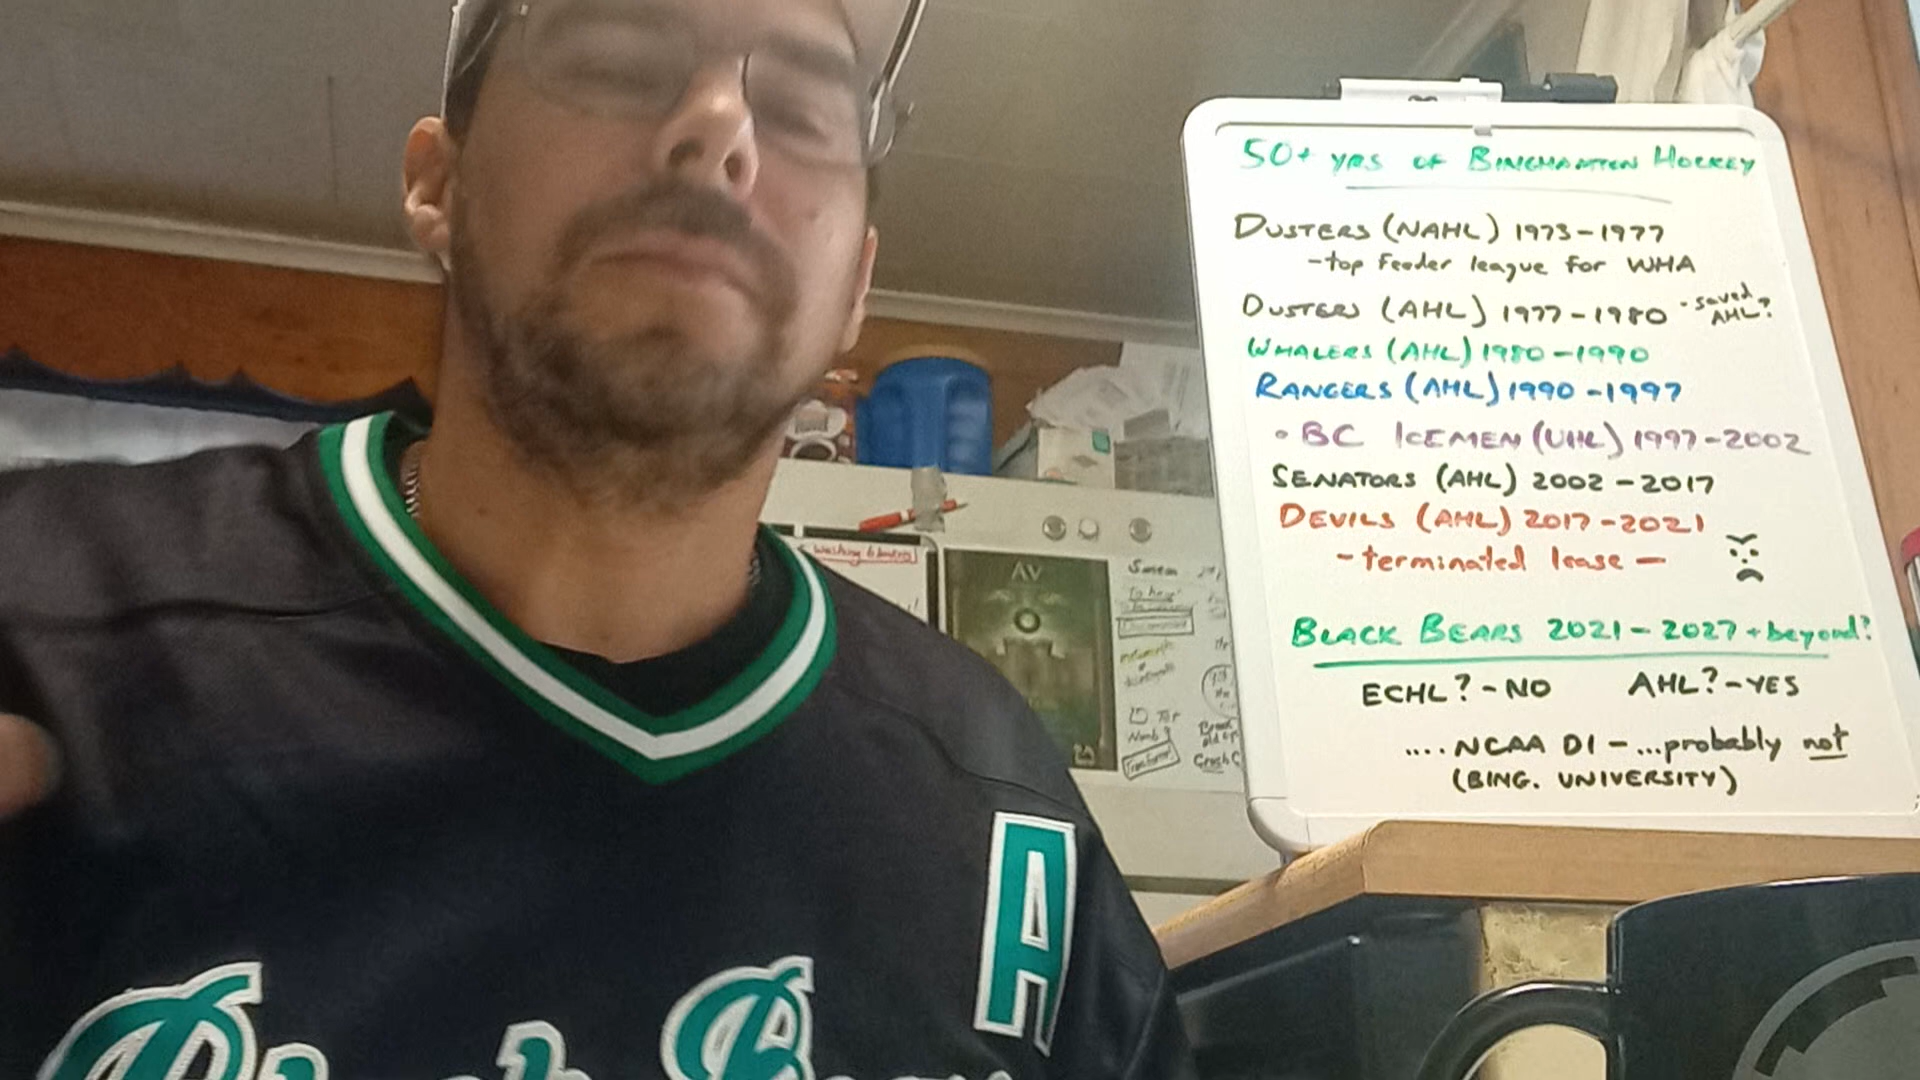 50+ yrs of Binghamton Hockey
Dusters (NAHL) 1973-1977
-top feeder league for WHA
Dusters (AHL) 1977-1980 - saved AHL?
Whalers (AHL) 1980-1990
Rangers (AHL) 1990-1997
• BC Icemen (UHL) 1997-2002
Senators (AHL) 2002-2017
Devils (AHL) 2017-2021
-terminated lease-
Black Bears 2021-2027 + beyond?
ECHL? - NO AHL? - YES
.... NCAA D1 - ...probably not
(BING. UNIVERSITY)
AV
A